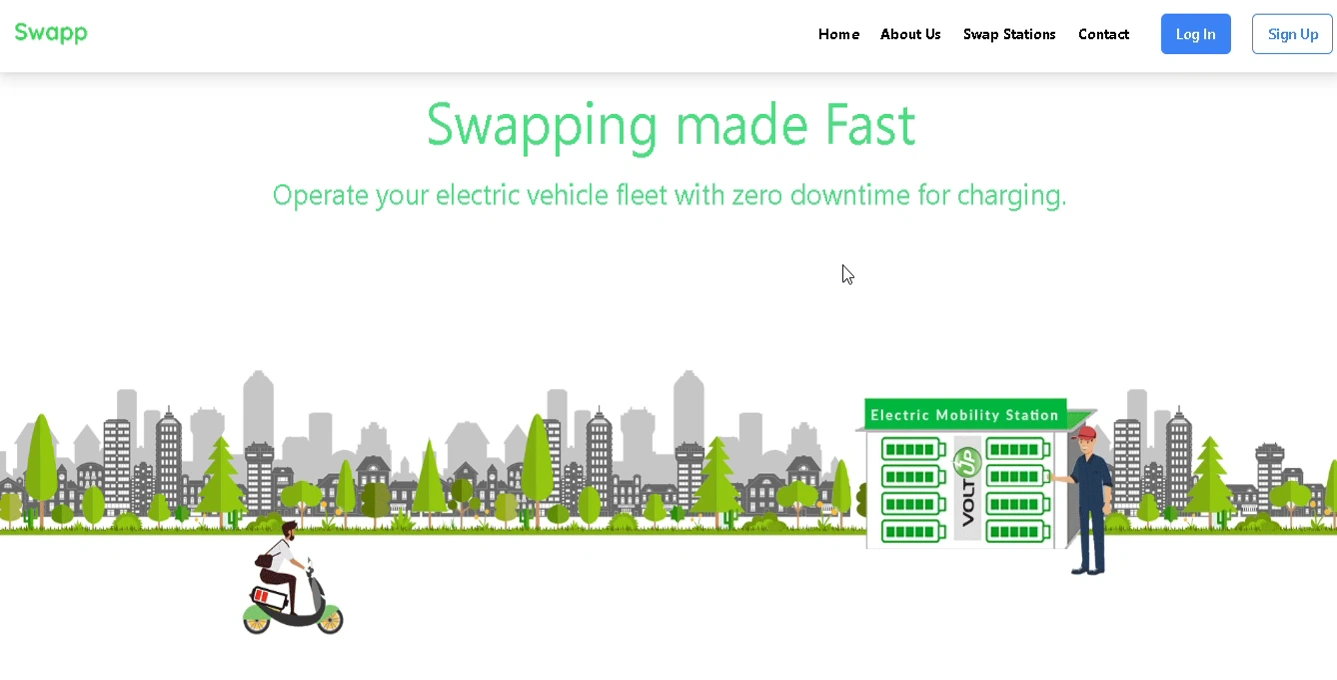 Swapp
Home About Us Swap Stations Contact Log In Sign Up
Swapping made Fast
Operate your electric vehicle fleet with zero downtime for charging.
Electric Mobility Station
VOLT UP